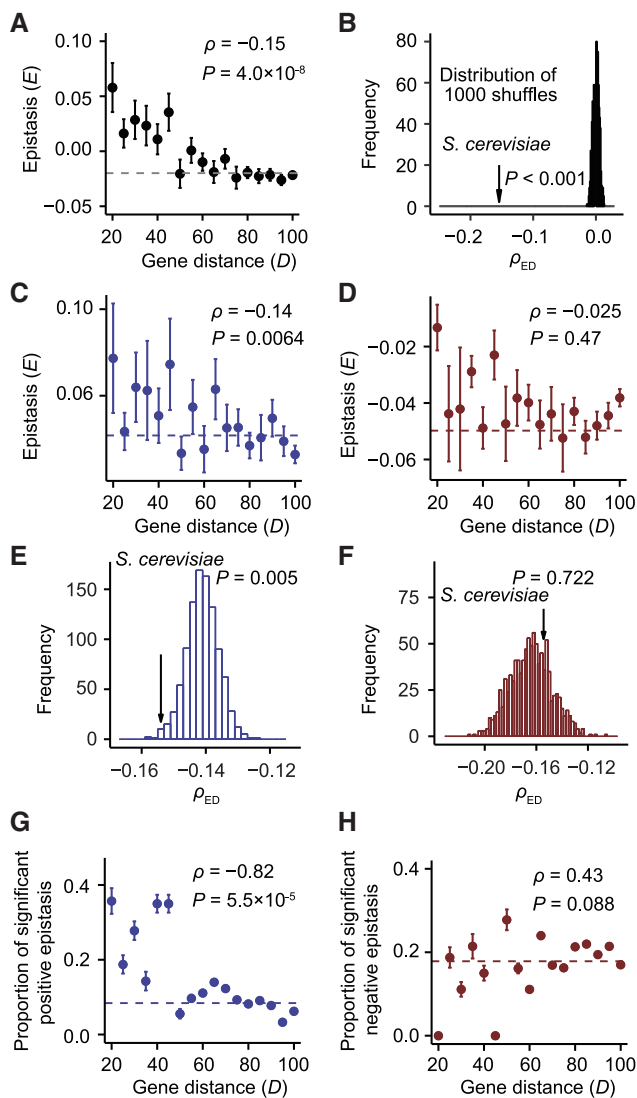 A
ρ = −0.15
P = 4.0×10⁻⁸
Epistasis (E)
0.10
0.05
0.00
−0.05
20 40 60 80 100
Gene distance (D)
B
Distribution of
1000 shuffles
S. cerevisiae
P < 0.001
Frequency
80
60
40
20
0
−0.2 −0.1 0.0
ρED
C
ρ = −0.14
P = 0.0064
Epistasis (E)
0.10
0.06
20 40 60 80 100
Gene distance (D)
D
ρ = −0.025
P = 0.47
Epistasis (E)
−0.02
−0.04
−0.06
20 40 60 80 100
Gene distance (D)
E
S. cerevisiae
P = 0.005
Frequency
150
100
50
0
−0.16 −0.14 −0.12
ρED
F
P = 0.722
S. cerevisiae
Frequency
75
50
25
0
−0.20 −0.16 −0.12
ρED
G
ρ = −0.82
P = 5.5×10⁻⁵
Proportion of significant
positive epistasis
0.4
0.2
0.0
20 40 60 80 100
Gene distance (D)
H
ρ = 0.43
P = 0.088
Proportion of significant
negative epistasis
0.4
0.2
0.0
20 40 60 80 100
Gene distance (D)